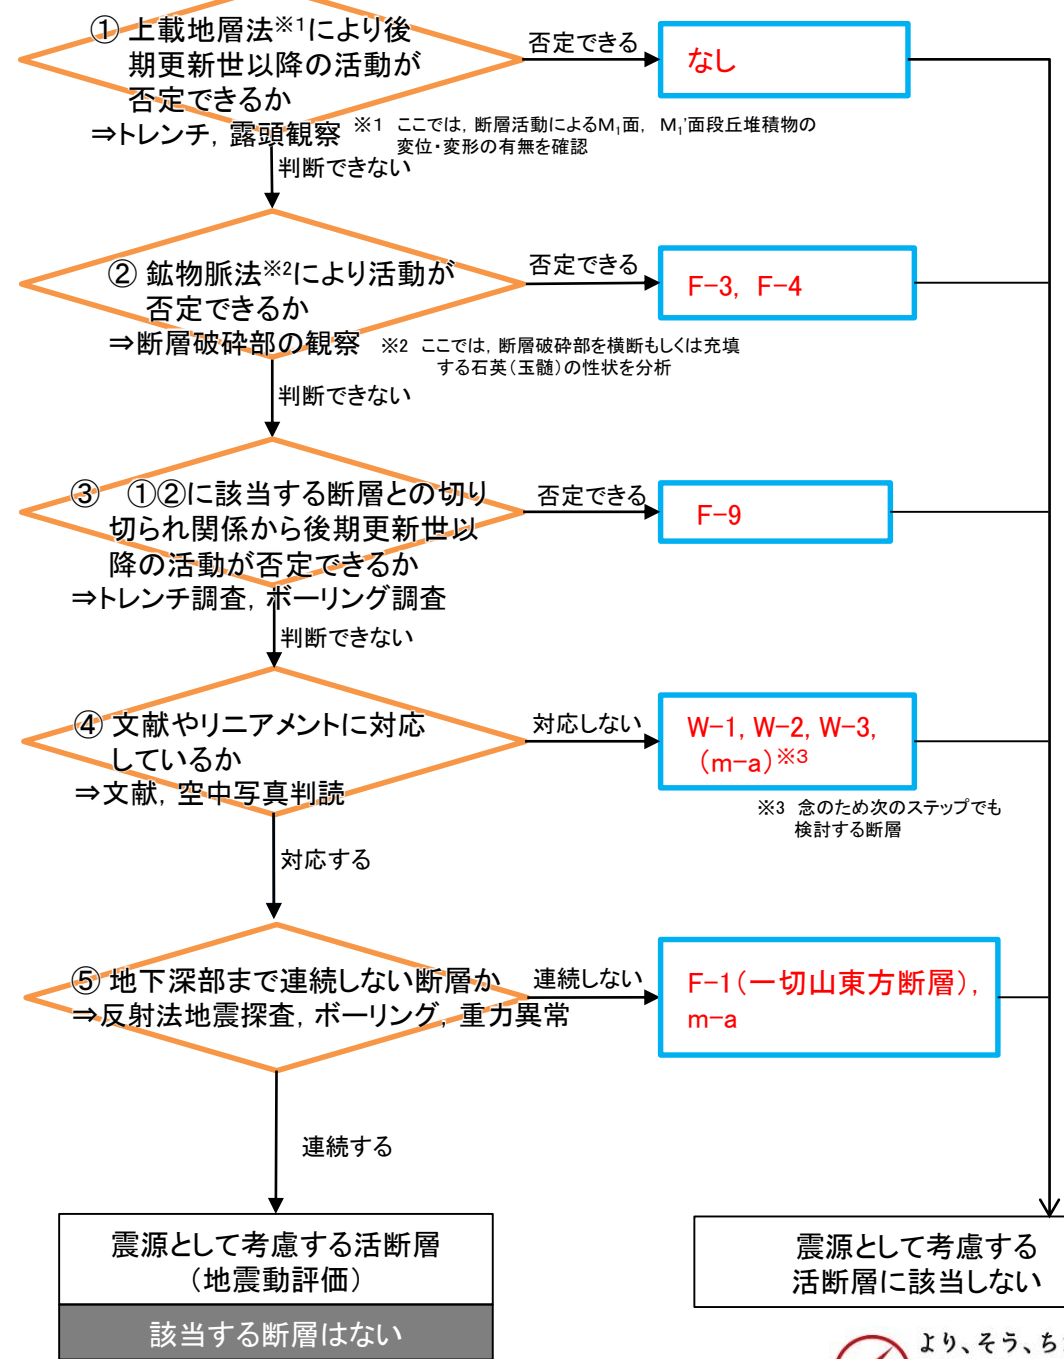 ① 上載地層法※1により後
期更新世以降の活動が
否定できるか
⇒トレンチ, 露頭観察
否定できる
なし
※1 ここでは, 断層活動によるM1面, M1'面段丘堆積物の
変位・変形の有無を確認
判断できない
② 鉱物脈法※2により活動が
否定できるか
⇒断層破砕部の観察
否定できる
F-3, F-4
※2 ここでは, 断層破砕部を横断もしくは充填
する石英(玉髄)の性状を分析
判断できない
③ ①②に該当する断層との切り
切られ関係から後期更新世以
降の活動が否定できるか
⇒トレンチ調査, ボーリング調査
否定できる
F-9
判断できない
④ 文献やリニアメントに対応
しているか
⇒文献, 空中写真判読
対応しない
W-1, W-2, W-3,
(m-a)※3
※3 念のため次のステップでも
検討する断層
対応する
⑤ 地下深部まで連続しない断層か
⇒反射法地震探査, ボーリング, 重力異常
連続しない
F-1(一切山東方断層),
m-a
連続する
震源として考慮する活断層
(地震動評価)
該当する断層はない
震源として考慮する
活断層に該当しない
より、そう、ち